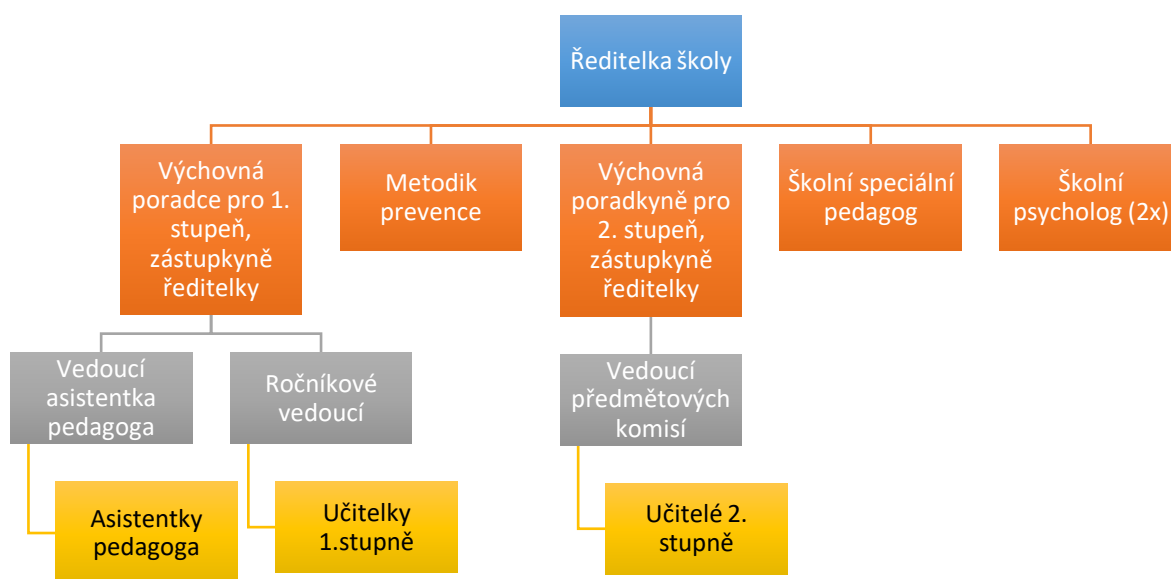 Ředitelka školy
Výchovná
poradce pro 1.
stupeň,
zástupkyně
ředitelky
Metodik
prevence
Výchovná
poradkyně pro
2. stupeň,
zástupkyně
ředitelky
Školní speciální
pedagog
Školní
psycholog (2x)
Vedoucí
asistentka
pedagoga
Ročníkové
vedoucí
Vedoucí
předmětových
komisí
Asistentky
pedagoga
Učitelky
1.stupně
Učitelé 2.
stupně